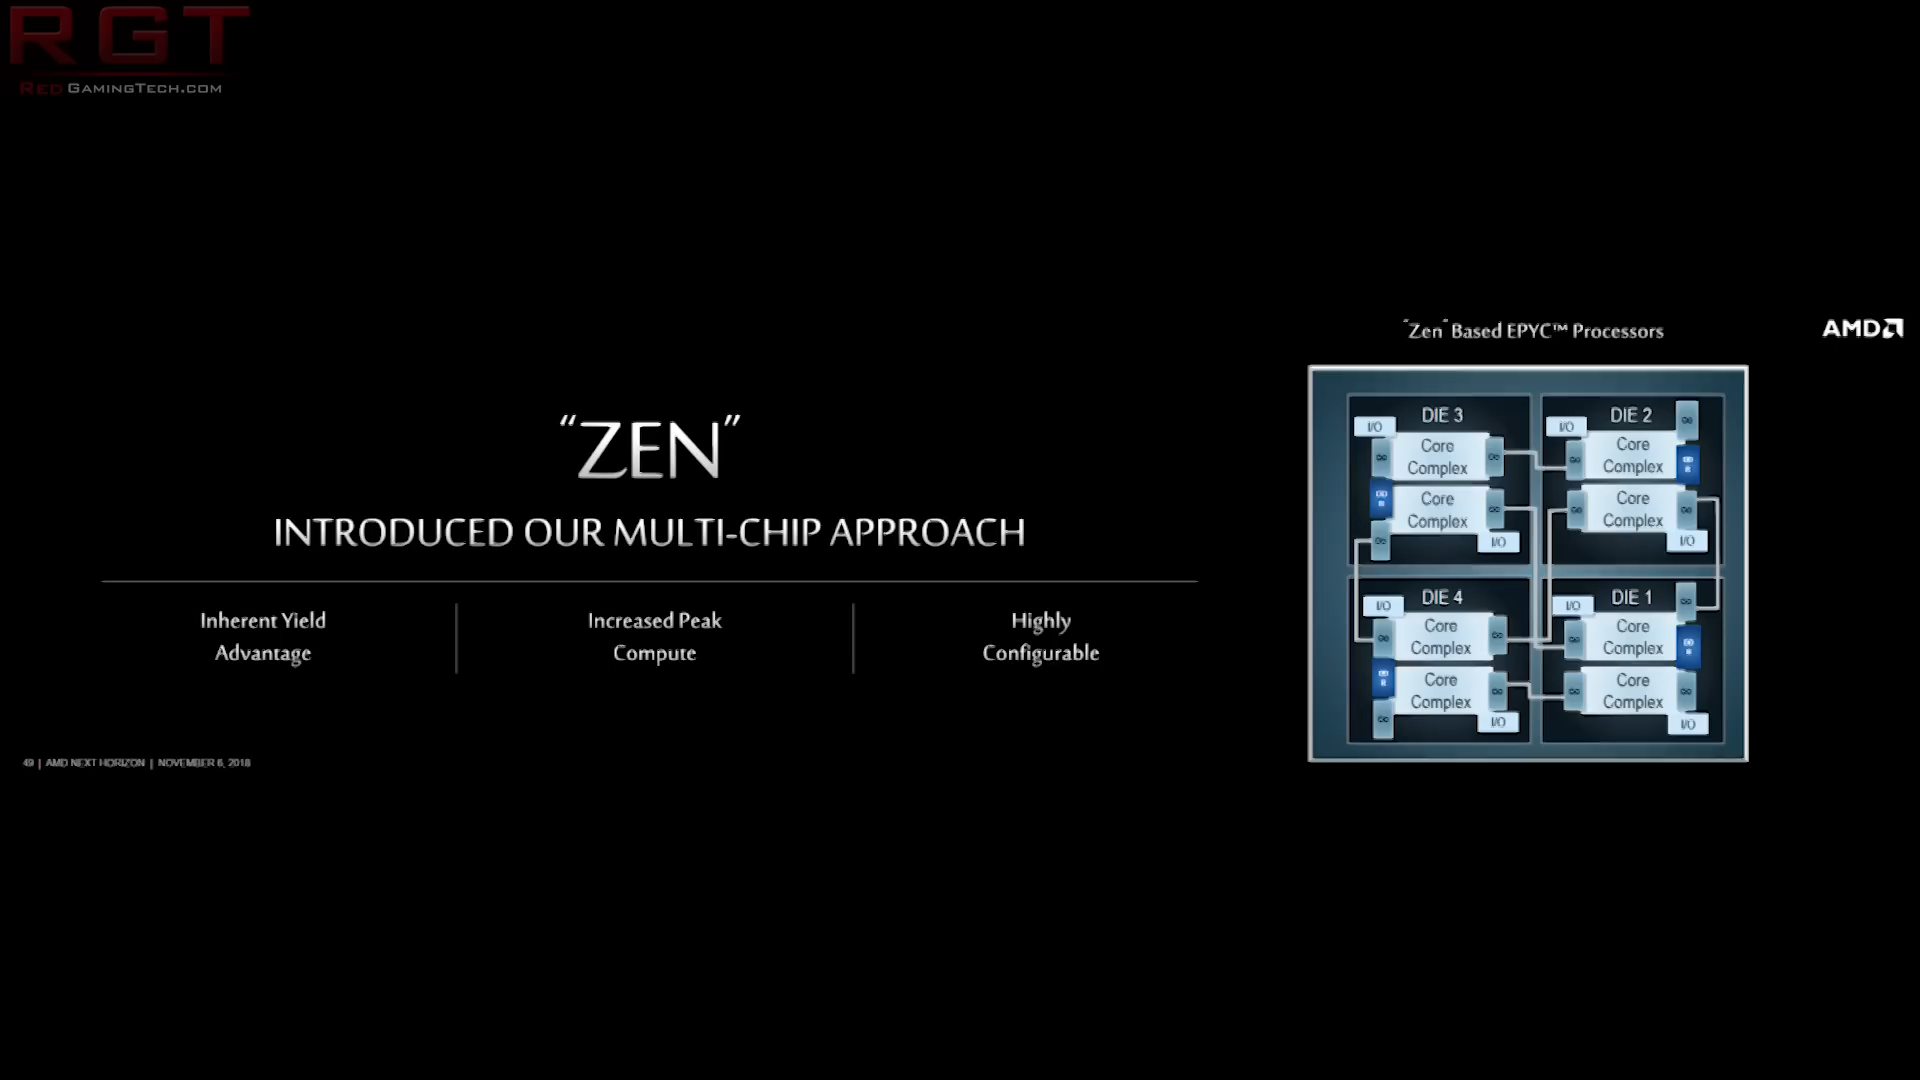 RGT
RED GAMINGTECH.COM
"Zen" Based EPYC™ Processors
AMD
"ZEN"
INTRODUCED OUR MULTI-CHIP APPROACH
Inherent Yield
Advantage
Increased Peak
Compute
Highly
Configurable
DIE 3
I/O
Core
Complex
Core
Complex
I/O
DIE 2
I/O
Core
Complex
Core
Complex
I/O
DIE 4
I/O
Core
Complex
Core
Complex
I/O
DIE 1
I/O
Core
Complex
Core
Complex
I/O
49 | AMD NEXT HORIZON | NOVEMBER 6, 2018